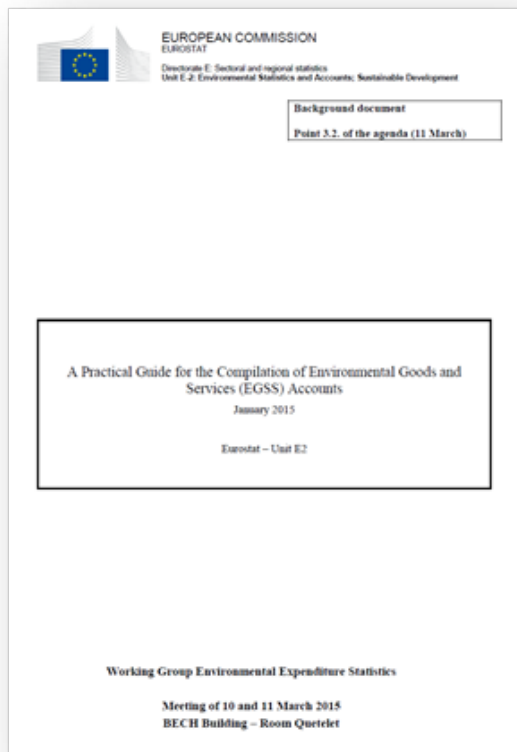 EUROPEAN COMMISSION
EUROSTAT
Directorate E: Sectoral and regional statistics
Unit E-2: Environmental Statistics and Accounts; Sustainable Development
Background document
Point 3.2. of the agenda (11 March)
A Practical Guide for the Compilation of Environmental Goods and
Services (EGSS) Accounts
January 2015
Eurostat – Unit E2
Working Group Environmental Expenditure Statistics
Meeting of 10 and 11 March 2015
BECH Building – Room Quetelet